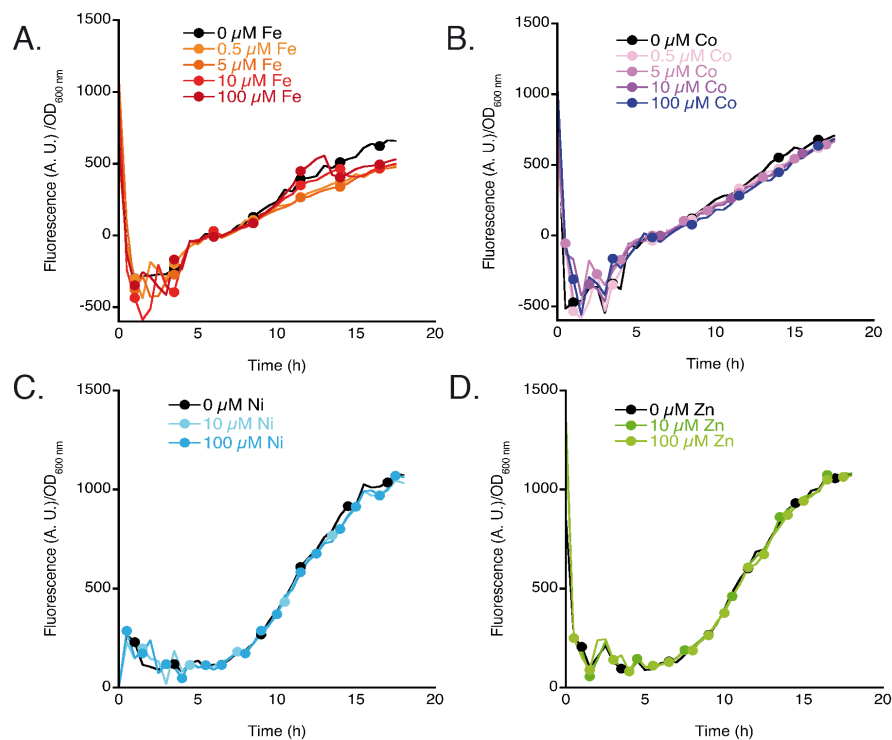 A.
1500
1000
500
0
-500
0 µM Fe
0.5 µM Fe
5 µM Fe
10 µM Fe
100 µM Fe
Fluorescence (A. U.) /OD600 nm
0 5 10 15 20
Time (h)
B.
1500
1000
500
0
-500
0 µM Co
0.5 µM Co
5 µM Co
10 µM Co
100 µM Co
Fluorescence (A. U.)/OD600 nm
0 5 10 15 20
Time (h)
C.
1500
1000
500
0
0 µM Ni
10 µM Ni
100 µM Ni
Fluorescence (A. U.)/OD600 nm
0 5 10 15 20
Time (h)
D.
1500
1000
500
0
0 µM Zn
10 µM Zn
100 µM Zn
Fluorescence (A. U.)/OD600 nm
0 5 10 15 20
Time (h)